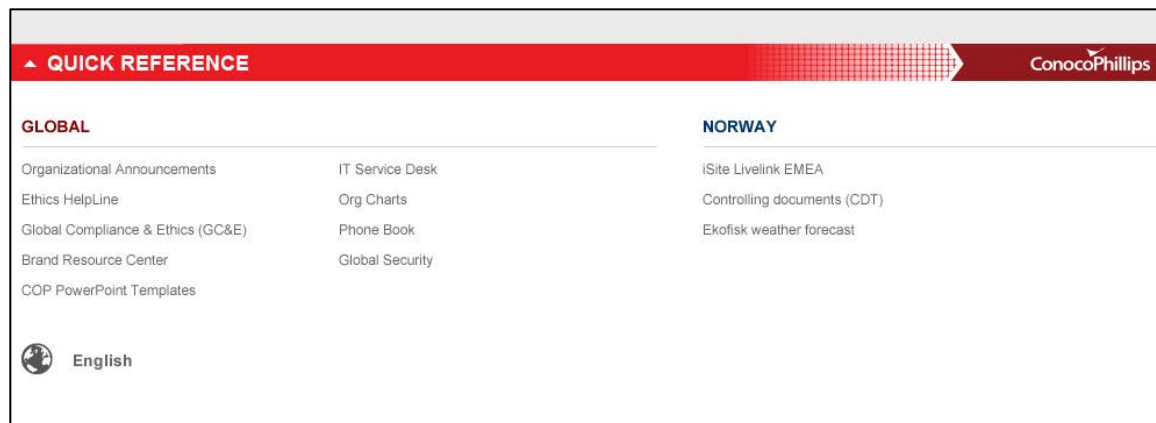 QUICK REFERENCE
ConocoPhillips
GLOBAL
Organizational Announcements
Ethics HelpLine
Global Compliance & Ethics (GC&E)
Brand Resource Center
COP PowerPoint Templates
IT Service Desk
Org Charts
Phone Book
Global Security
NORWAY
iSite Livelink EMEA
Controlling documents (CDT)
Ekofisk weather forecast
English